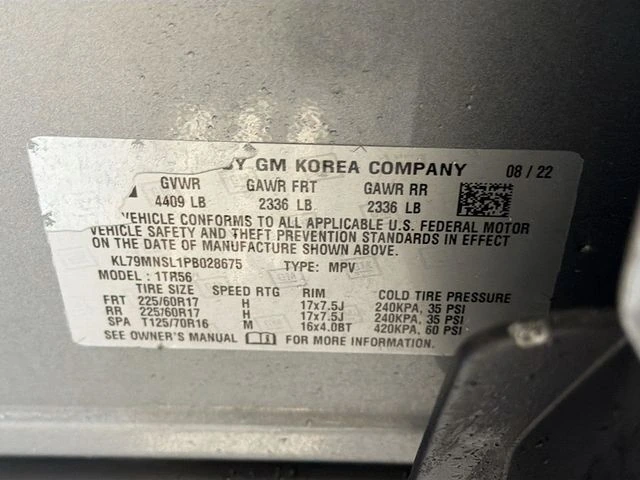 BY GM KOREA COMPANY 08 / 22
GVWR GAWR FRT GAWR RR
4409 LB 2336 LB 2336 LB
VEHICLE CONFORMS TO ALL APPLICABLE U.S. FEDERAL MOTOR
VEHICLE SAFETY AND THEFT PREVENTION STANDARDS IN EFFECT
ON THE DATE OF MANUFACTURE SHOWN ABOVE.
KL79MNSL1PB028675 TYPE: MPV
MODEL: 1TR56
TIRE SIZE SPEED RTG RIM COLD TIRE PRESSURE
FRT 225/60R17 H 17x7.5J 240KPA, 35 PSI
RR 225/60R17 H 17x7.5J 240KPA, 35 PSI
SPA T125/70R16 M 16x4.0BT 420KPA, 60 PSI
SEE OWNER'S MANUAL FOR MORE INFORMATION.